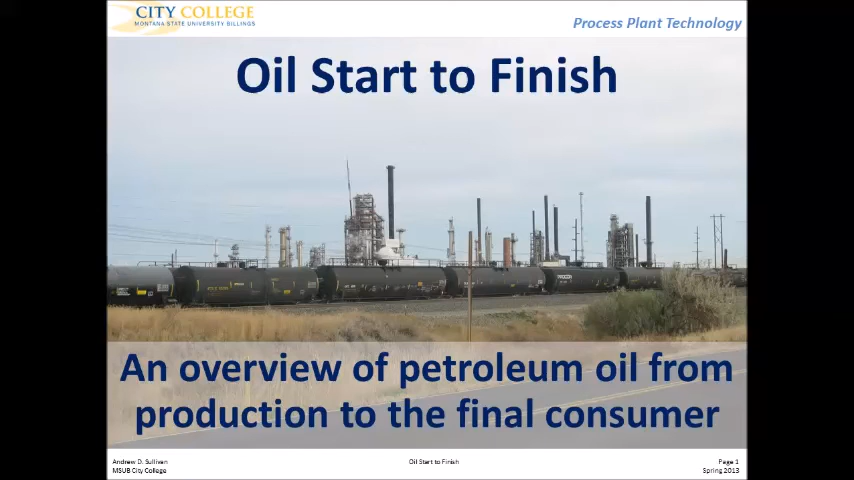 CITY COLLEGE
MONTANA STATE UNIVERSITY BILLINGS
Process Plant Technology
Oil Start to Finish
An overview of petroleum oil from
production to the final consumer
Andrew D. Sullivan
MSUB City College
Oil Start to Finish
Page 1
Spring 2013